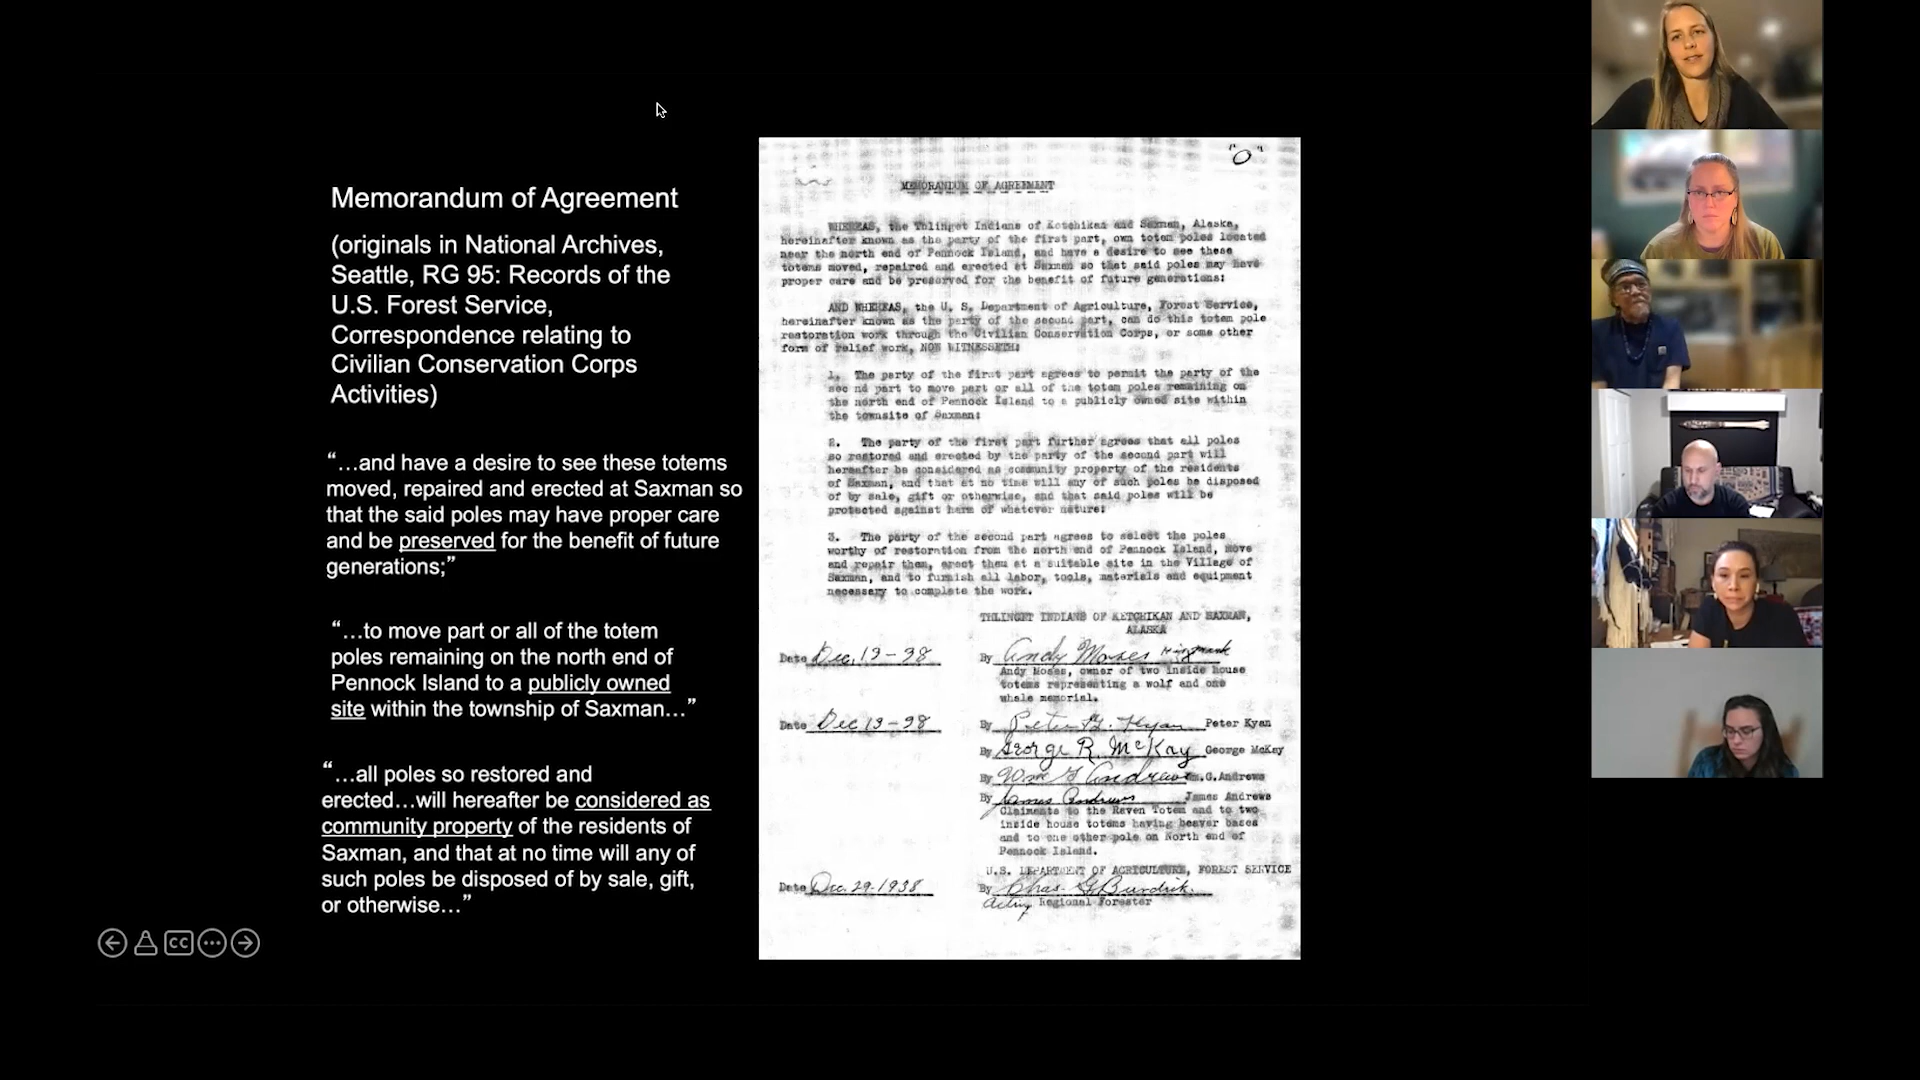 Memorandum of Agreement
(originals in National Archives,
Seattle, RG 95: Records of the
U.S. Forest Service,
Correspondence relating to
Civilian Conservation Corps
Activities)
“…and have a desire to see these totems
moved, repaired and erected at Saxman so
that the said poles may have proper care
and be preserved for the benefit of future
generations;”
“…to move part or all of the totem
poles remaining on the north end of
Pennock Island to a publicly owned
site within the township of Saxman…”
“…all poles so restored and
erected…will hereafter be considered as
community property of the residents of
Saxman, and that at no time will any of
such poles be disposed of by sale, gift,
or otherwise…”
CC
"O"
MEMORANDUM OF AGREEMENT
WHEREAS, the Thlinget Indians of Ketchikan and Saxman, Alaska,
hereinafter known as the party of the first part, own totem poles located
near the north end of Pennock Island, and have a desire to see these
totems moved, repaired and erected at Saxman so that said poles may have
proper care and be preserved for the benefit of future generations:
AND WHEREAS, the U. S. Department of Agriculture, Forest Service,
hereinafter known as the party of the second part, can do this totem pole
restoration work through the Civilian Conservation Corps, or some other
form of relief work, NOW WITNESSETH:
1. The party of the first part agrees to permit the party of the
second part to move part or all of the totem poles remaining on
the north end of Pennock Island to a publicly owned site within
the townsite of Saxman:
2. The party of the first part further agrees that all poles
so restored and erected by the party of the second part will
hereafter be considered as community property of the residents
of Saxman, and that at no time will any of such poles be disposed
of by sale, gift or otherwise, and that said poles will be
protected against harm of whatever nature:
3. The party of the second part agrees to select the poles
worthy of restoration from the north end of Pennock Island, move
and repair them, erect them at a suitable site in the Village of
Saxman, and to furnish all labor, tools, materials and equipment
necessary to complete the work.
THLINGET INDIANS OF KETCHIKAN AND SAXMAN,
ALASKA
Date Dec. 13-38 By Andy Moses
Andy Moses, owner of two inside house
totems representing a wolf and one
whale memorial.
Date Dec 13-38 By Peter G. Kyan Peter Kyan
By George R. McKay George McKay
By Wm G Andrews Wm.G.Andrews
By James Andrews James Andrews
Claimants to the Raven Totem and to two
inside house totems having beaver bases
and to one other pole on North end of
Pennock Island.
U.S. DEPARTMENT OF AGRICULTURE, FOREST SERVICE
Date Dec. 29-1938 By Chas. G Burdick.
Acting Regional Forester